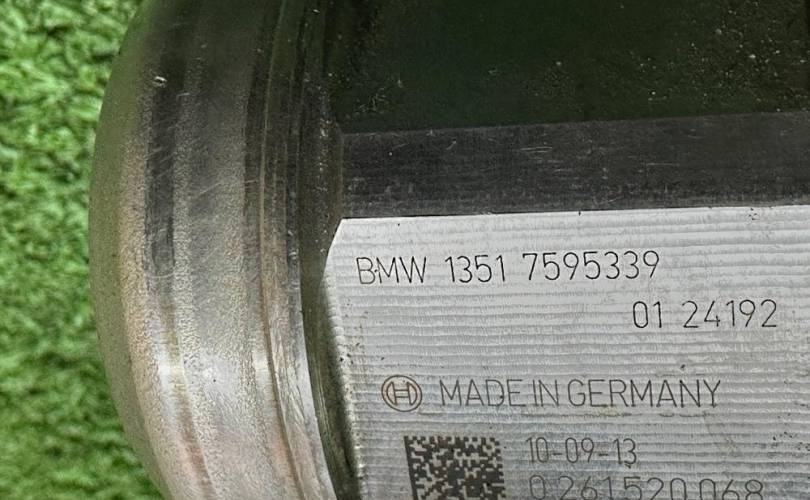 BMW 1351 7595339
01 24192
MADE IN GERMANY
10-09-13
0 261 520 068